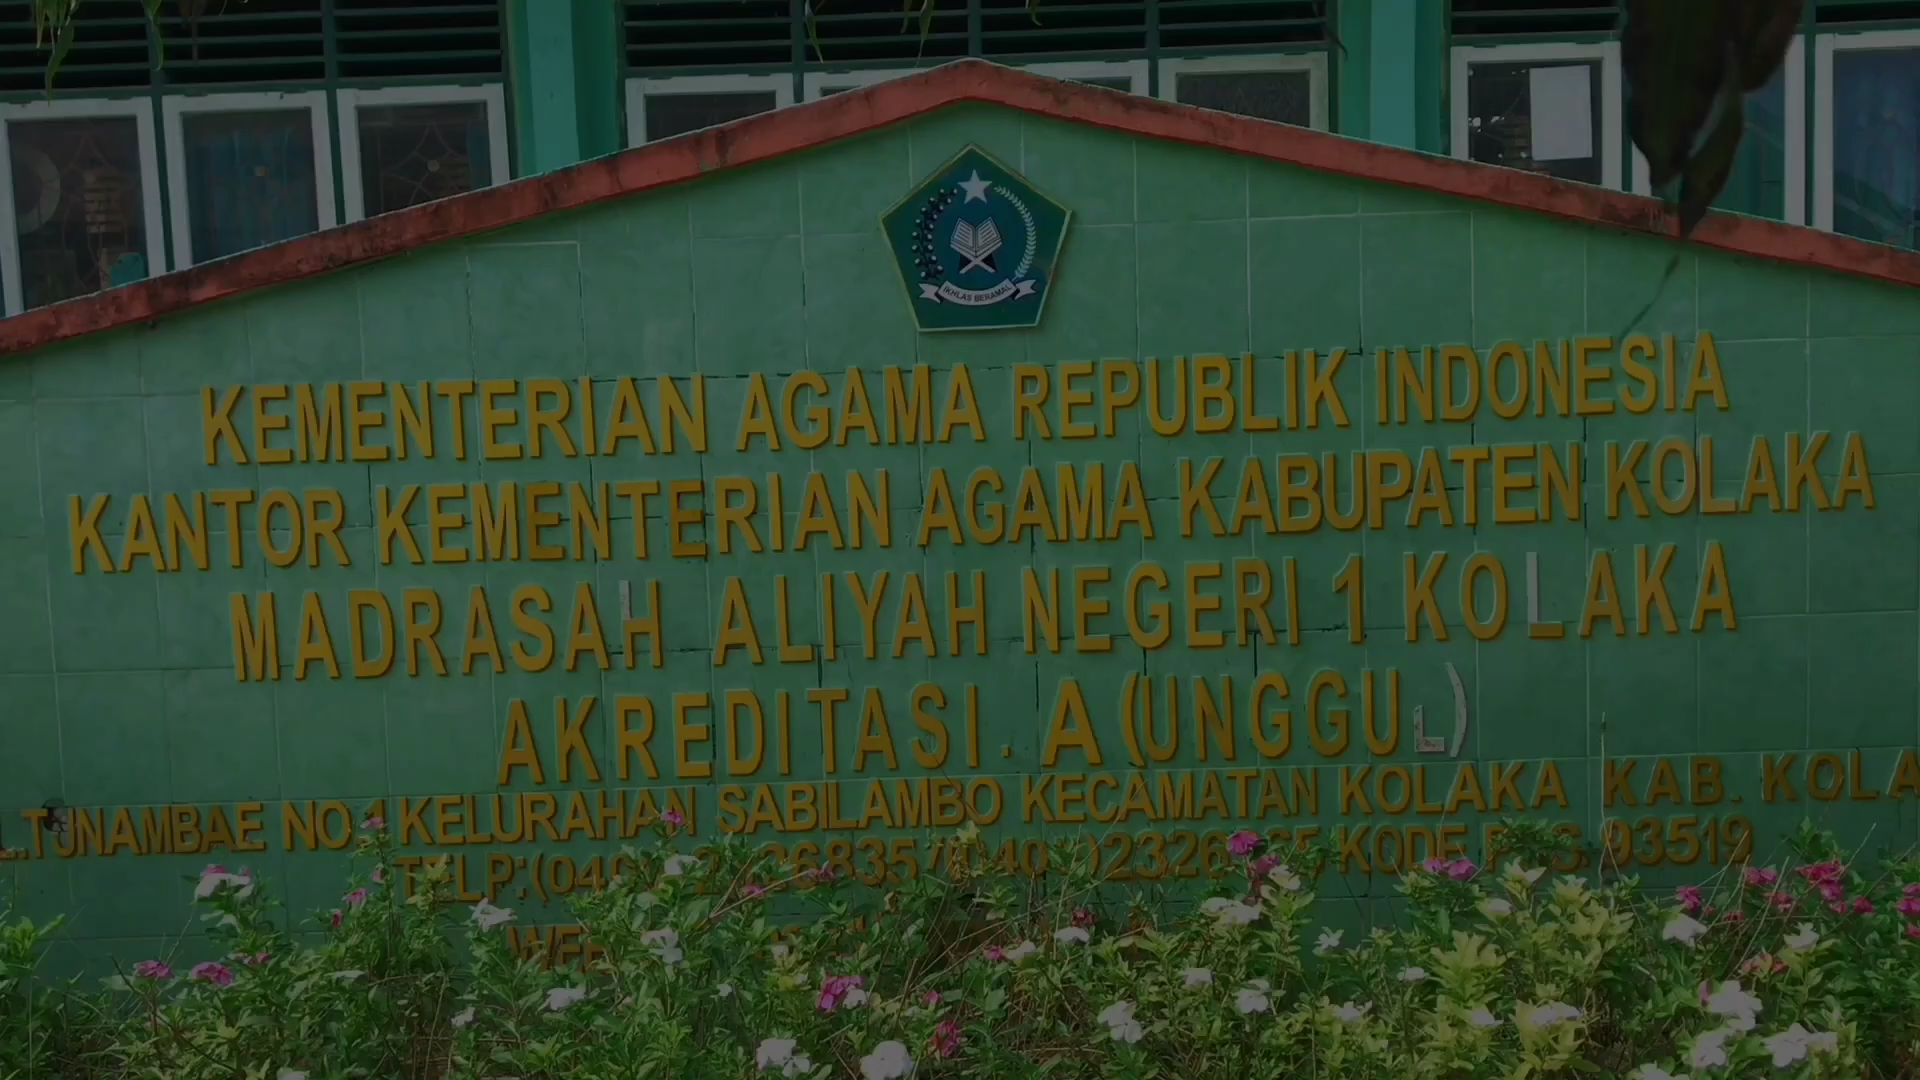 IKHLAS BERAMAL
KEMENTERIAN AGAMA REPUBLIK INDONESIA
KANTOR KEMENTERIAN AGAMA KABUPATEN KOLAKA
MADRASAH ALIYAH NEGERI 1 KOLAKA
AKREDITASI. A (UNGGUL)
NO.1 KELURAHAN SABILAMBO KECAMATAN KOLAKA KAB. KOLA
TELP:
93519